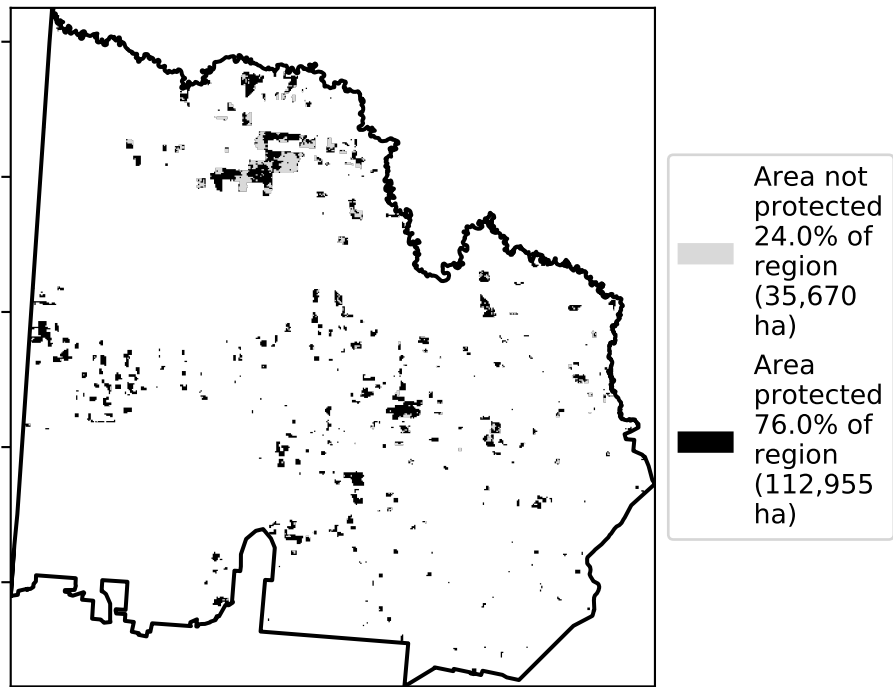 Area not
protected
24.0% of
region
(35,670
ha)
Area
protected
76.0% of
region
(112,955
ha)